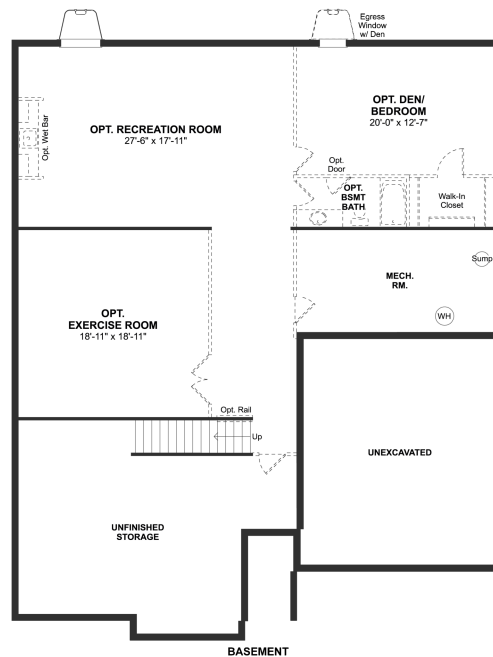 Egress
Window
w/ Den
OPT. DEN/
BEDROOM
20'-0" x 12'-7"
OPT. RECREATION ROOM
27'-6" x 17'-11"
Opt. Wet Bar
Opt.
Door
OPT.
BSMT
BATH
Walk-In
Closet
MECH.
RM.
Sump
WH
OPT.
EXERCISE ROOM
18'-11" x 18'-11"
Opt. Rail
Up
UNEXCAVATED
UNFINISHED
STORAGE
BASEMENT